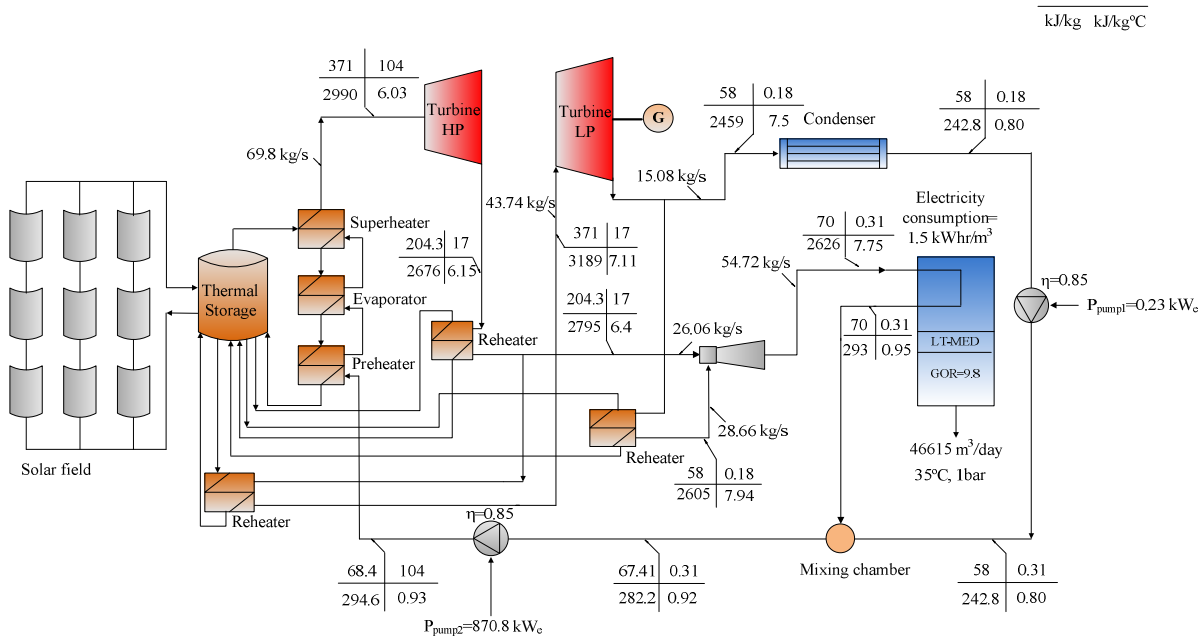 kJ/kg kJ/kgºC
371 104
2990 6.03
Turbine
HP
69.8 kg/s
Turbine
LP
G
58 0.18
2459 7.5
Condenser
58 0.18
242.8 0.80
15.08 kg/s
43.74 kg/s
Electricity
consumption=
1.5 kWhr/m³
70 0.31
2626 7.75
Superheater
204.3 17
2676 6.15
371 17
3189 7.11
54.72 kg/s
Thermal
Storage
Evaporator
204.3 17
2795 6.4
η=0.85
Ppump1=0.23 kWe
Reheater
26.06 kg/s
70 0.31
293 0.95
LT-MED
GOR=9.8
Preheater
28.66 kg/s
Reheater
46615 m³/day
35ºC, 1bar
Solar field
58 0.18
2605 7.94
Reheater
η=0.85
Mixing chamber
68.4 104
294.6 0.93
67.41 0.31
282.2 0.92
58 0.31
242.8 0.80
Ppump2=870.8 kWe